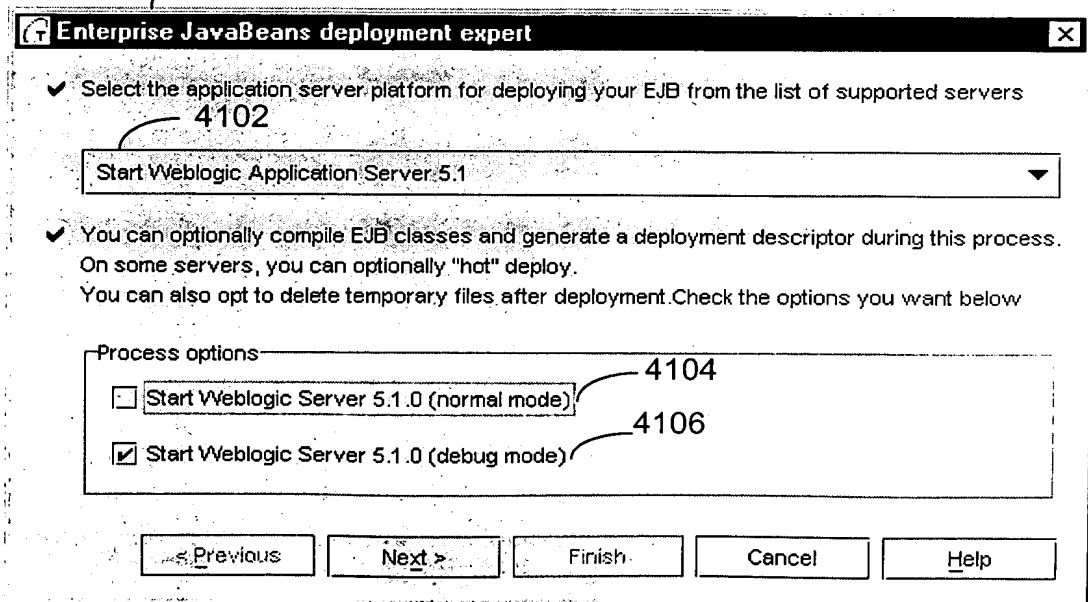 Enterprise JavaBeans deployment expert
Select the application server platform for deploying your EJB from the list of supported servers
4102
Start Weblogic Application Server 5.1
You can optionally compile EJB classes and generate a deployment descriptor during this process.
On some servers, you can optionally "hot" deploy.
You can also opt to delete temporary files after deployment.Check the options you want below
Process options
4104
Start Weblogic Server 5.1.0 (normal mode)
4106
Start Weblogic Server 5.1.0 (debug mode)
< Previous Next > Finish Cancel Help